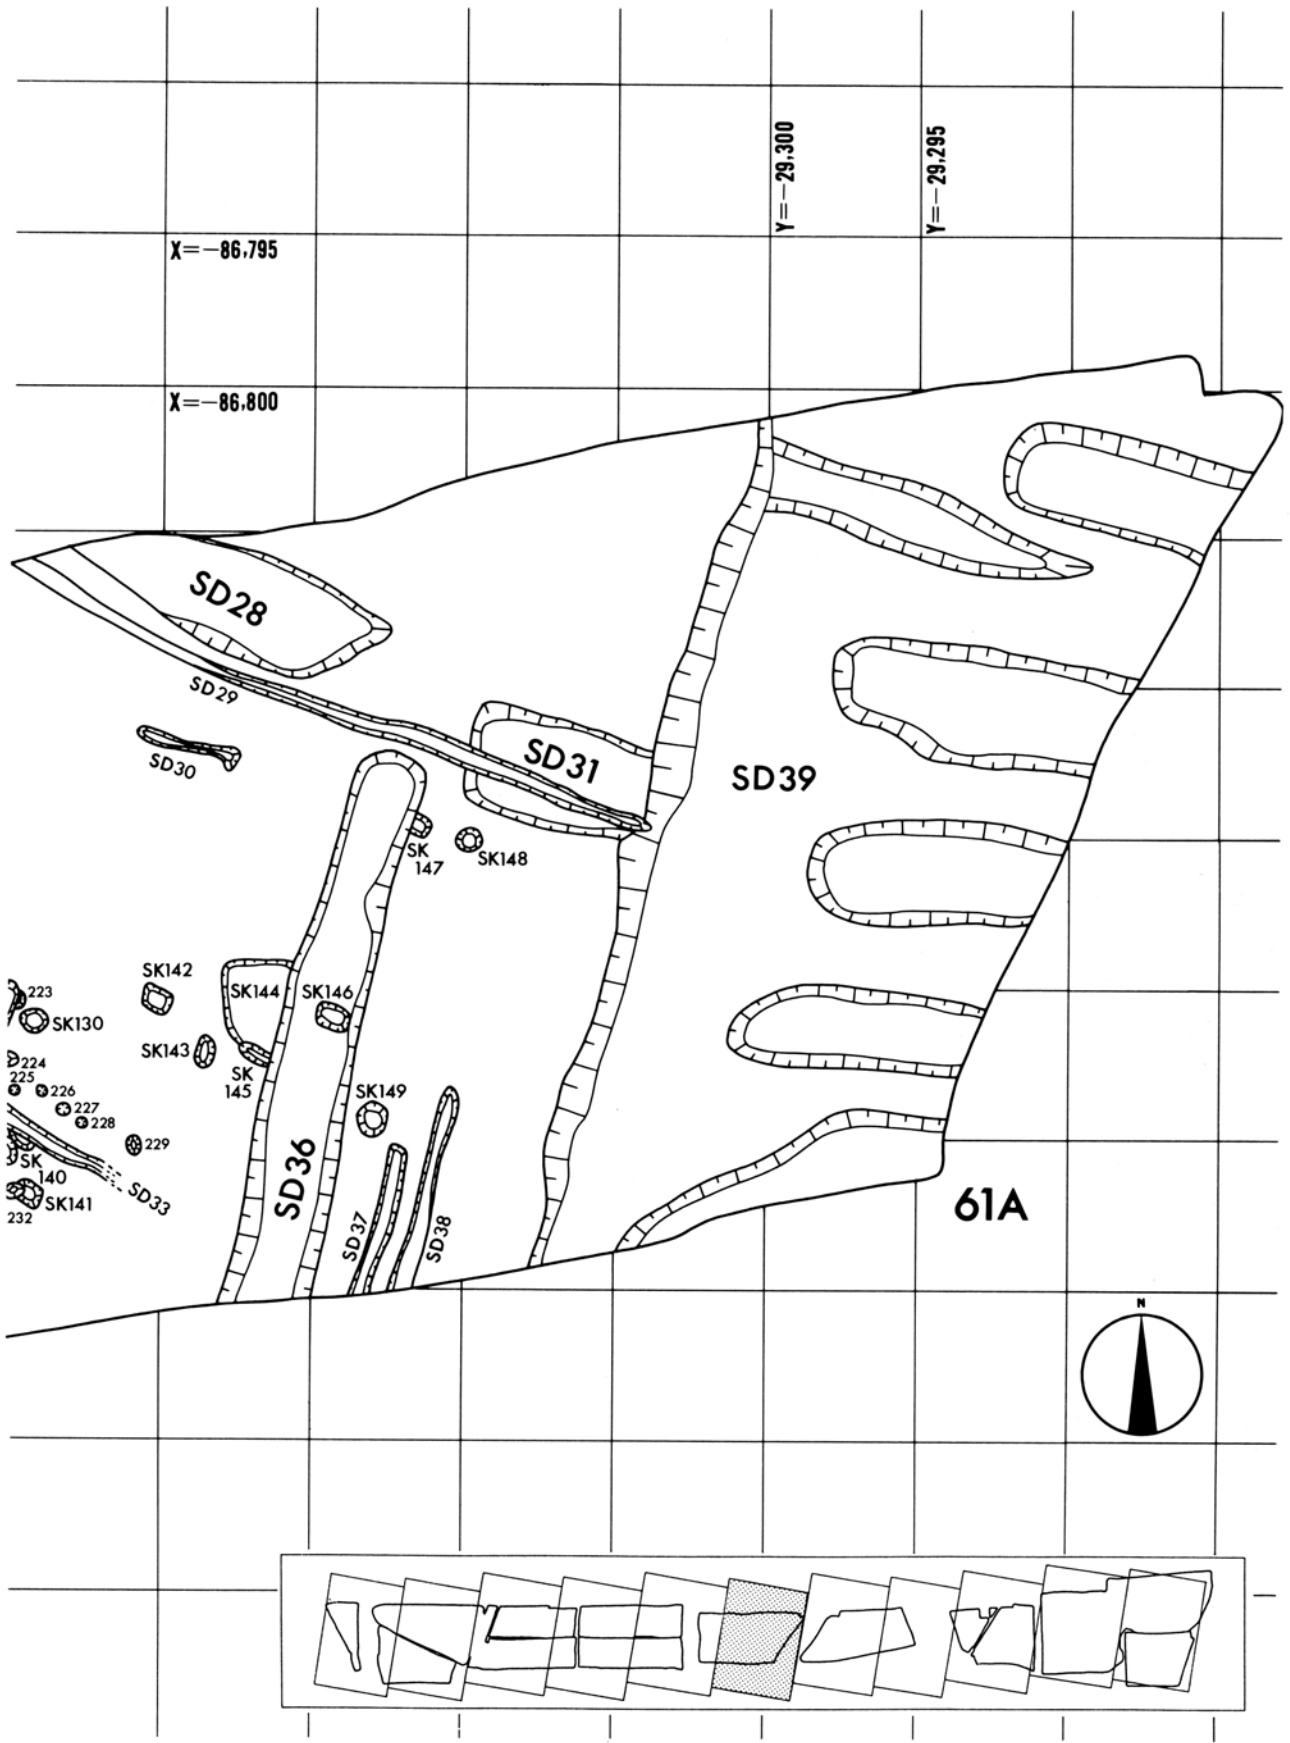 Y=−29,300
Y=−29,295
X=−86,795
X=−86,800
SD28
SD29
SD30
SD31
SD39
SK
147
SK148
SK142
SK144
SK146
223
SK130
SK143
SK
145
224
225
226
227
228
229
SK149
SK
140
SD33
SK141
232
SD36
SD37
SD38
61A
N